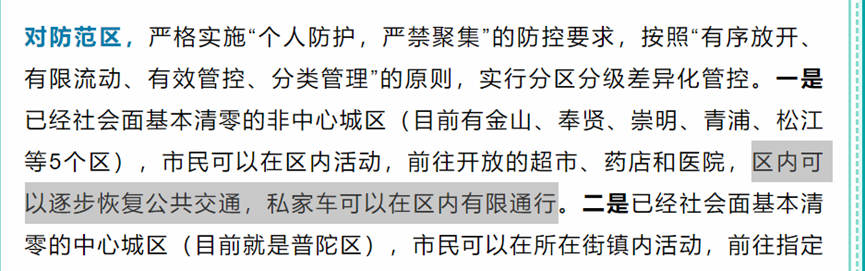 对防范区，严格实施“个人防护，严禁聚集”的防控要求，按照“有序放开、
有限流动、有效管控、分类管理”的原则，实行分区分级差异化管控。一是
已经社会面基本清零的非中心城区（目前有金山、奉贤、崇明、青浦、松江
等5个区），市民可以在区内活动，前往开放的超市、药店和医院，区内可
以逐步恢复公共交通，私家车可以在区内有限通行。二是已经社会面基本清
零的中心城区（目前就是普陀区），市民可以在所在街镇内活动，前往指定